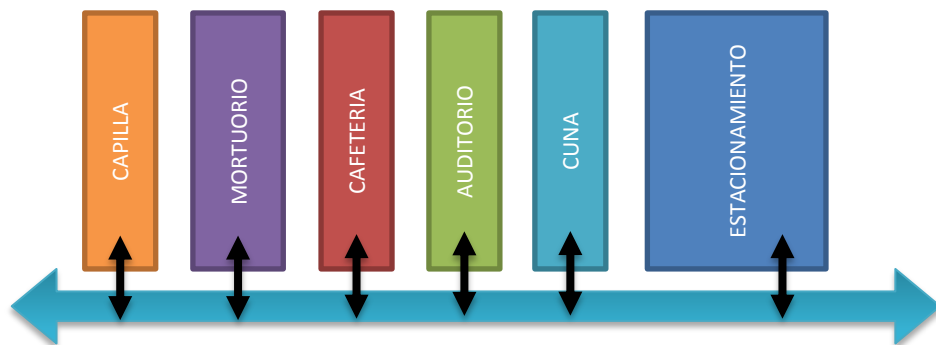 CAPILLA
MORTUORIO
CAFETERIA
AUDITORIO
CUNA
ESTACIONAMIENTO